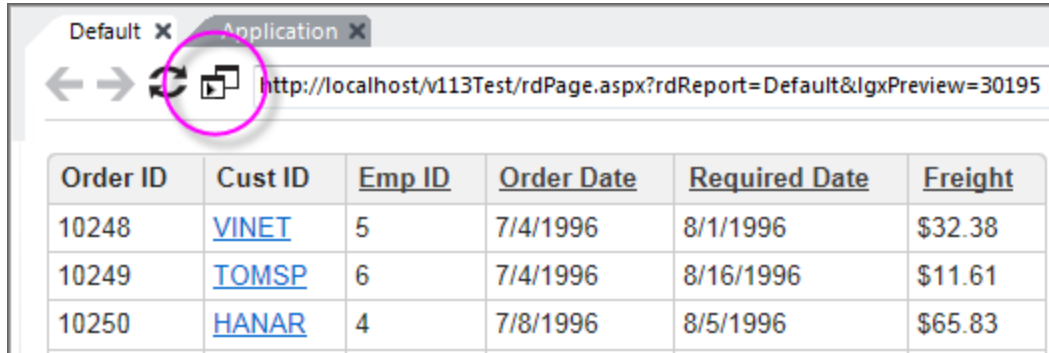 Default Application
http://localhost/v113Test/rdPage.aspx?rdReport=Default&lgxPreview=30195
Order ID Cust ID Emp ID Order Date Required Date Freight
10248 VINET 5 7/4/1996 8/1/1996 $32.38
10249 TOMSP 6 7/4/1996 8/16/1996 $11.61
10250 HANAR 4 7/8/1996 8/5/1996 $65.83